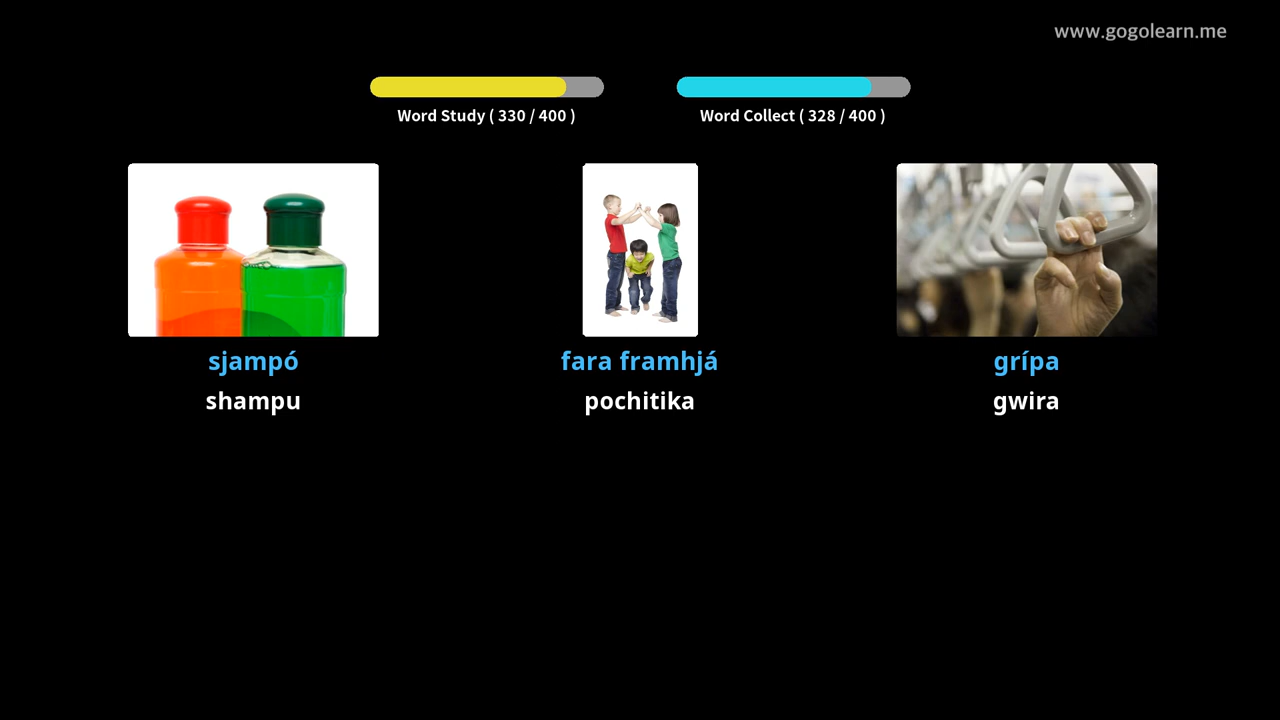 www.gogolearn.me
Word Study ( 330 / 400 )
Word Collect ( 328 / 400 )
sjampó
shampu
fara framhjá
pochitika
grípa
gwira